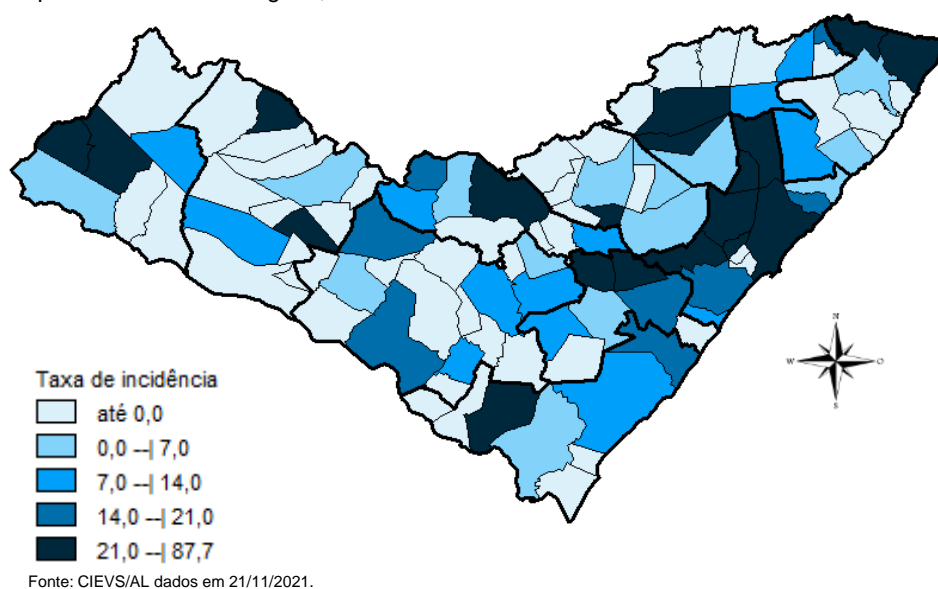 Taxa de incidência
até 0,0
0,0 --| 7,0
7,0 --| 14,0
14,0 --| 21,0
21,0 --| 87,7
N
W
O
S
Fonte: CIEVS/AL dados em 21/11/2021.